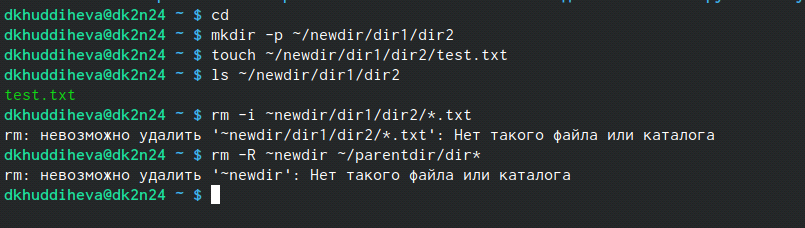 dkhuddiheva@dk2n24 ~ $ cd
dkhuddiheva@dk2n24 ~ $ mkdir -p ~/newdir/dir1/dir2
dkhuddiheva@dk2n24 ~ $ touch ~/newdir/dir1/dir2/test.txt
dkhuddiheva@dk2n24 ~ $ ls ~/newdir/dir1/dir2
test.txt
dkhuddiheva@dk2n24 ~ $ rm -i ~newdir/dir1/dir2/*.txt
rm: невозможно удалить '~newdir/dir1/dir2/*.txt': Нет такого файла или каталога
dkhuddiheva@dk2n24 ~ $ rm -R ~newdir ~/parentdir/dir*
rm: невозможно удалить '~newdir': Нет такого файла или каталога
dkhuddiheva@dk2n24 ~ $